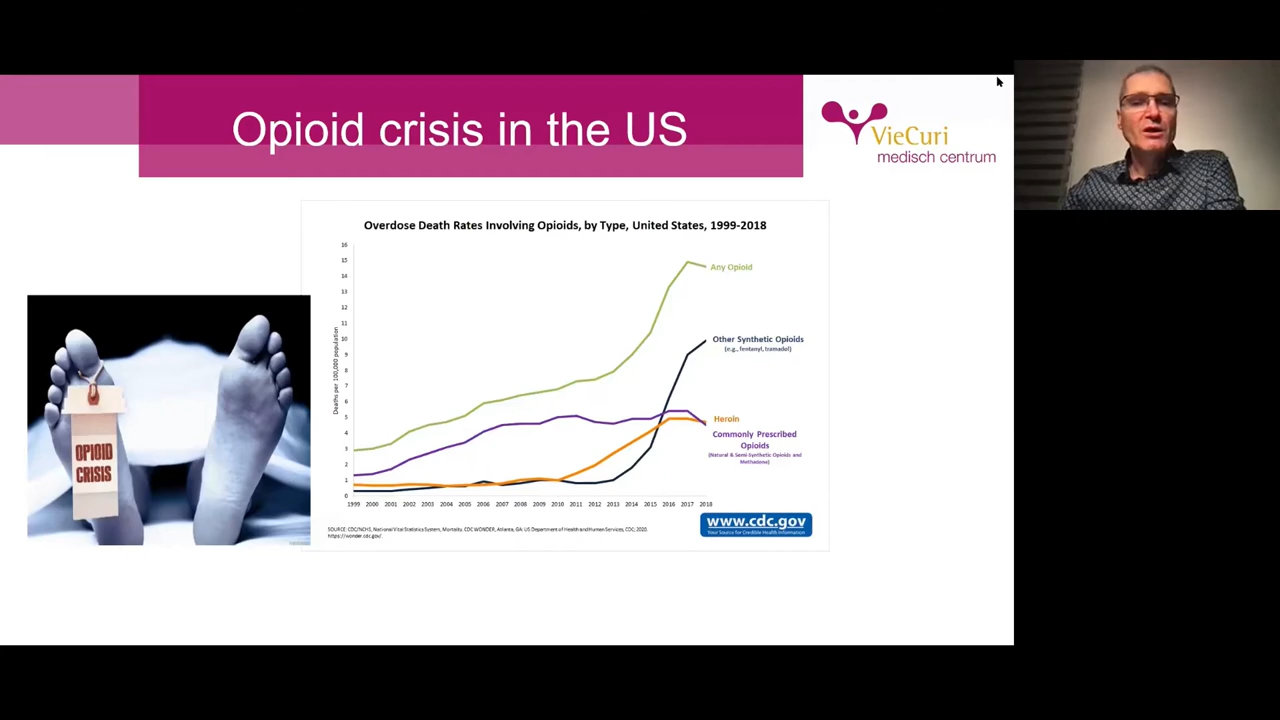 Opioid crisis in the US
VieCuri
medisch centrum
Overdose Death Rates Involving Opioids, by Type, United States, 1999-2018
Deaths per 100,000 population
16
15
14
13
12
11
10
9
8
7
6
5
4
3
2
1
0
1999 2000 2001 2002 2003 2004 2005 2006 2007 2008 2009 2010 2011 2012 2013 2014 2015 2016 2017 2018
Any Opioid
Other Synthetic Opioids
(e.g., fentanyl, tramadol)
Heroin
Commonly Prescribed
Opioids
(Natural & Semi-Synthetic Opioids and
Methadone)
OPIOID
CRISIS
SOURCE: CDC/NCHS, National Vital Statistics System, Mortality. CDC WONDER, Atlanta, GA: US Department of Health and Human Services, CDC; 2020.
https://wonder.cdc.gov/.
www.cdc.gov
Your Source for Credible Health Information